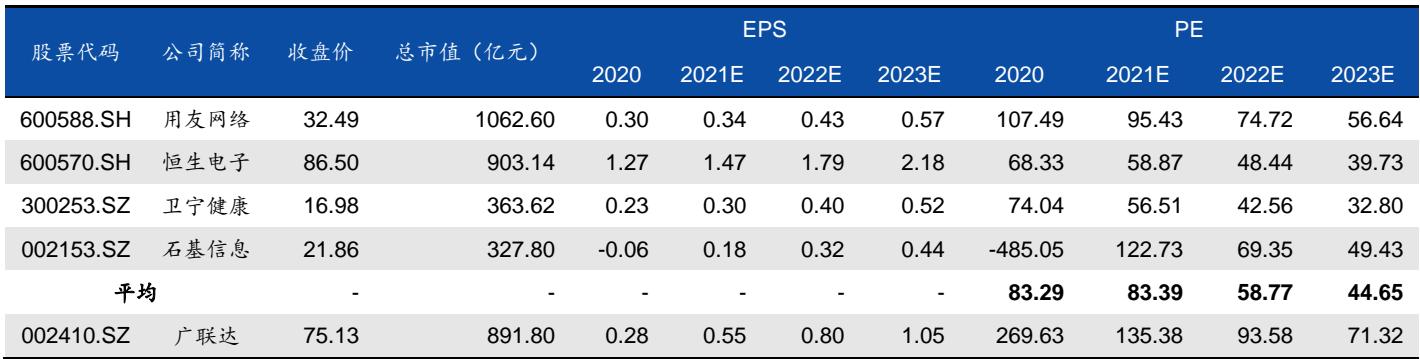 股票代码 公司简称 收盘价 总市值（亿元） EPS PE
2020 2021E 2022E 2023E 2020 2021E 2022E 2023E
600588.SH 用友网络 32.49 1062.60 0.30 0.34 0.43 0.57 107.49 95.43 74.72 56.64
600570.SH 恒生电子 86.50 903.14 1.27 1.47 1.79 2.18 68.33 58.87 48.44 39.73
300253.SZ 卫宁健康 16.98 363.62 0.23 0.30 0.40 0.52 74.04 56.51 42.56 32.80
002153.SZ 石基信息 21.86 327.80 -0.06 0.18 0.32 0.44 -485.05 122.73 69.35 49.43
平均 - - - - - - 83.29 83.39 58.77 44.65
002410.SZ 广联达 75.13 891.80 0.28 0.55 0.80 1.05 269.63 135.38 93.58 71.32